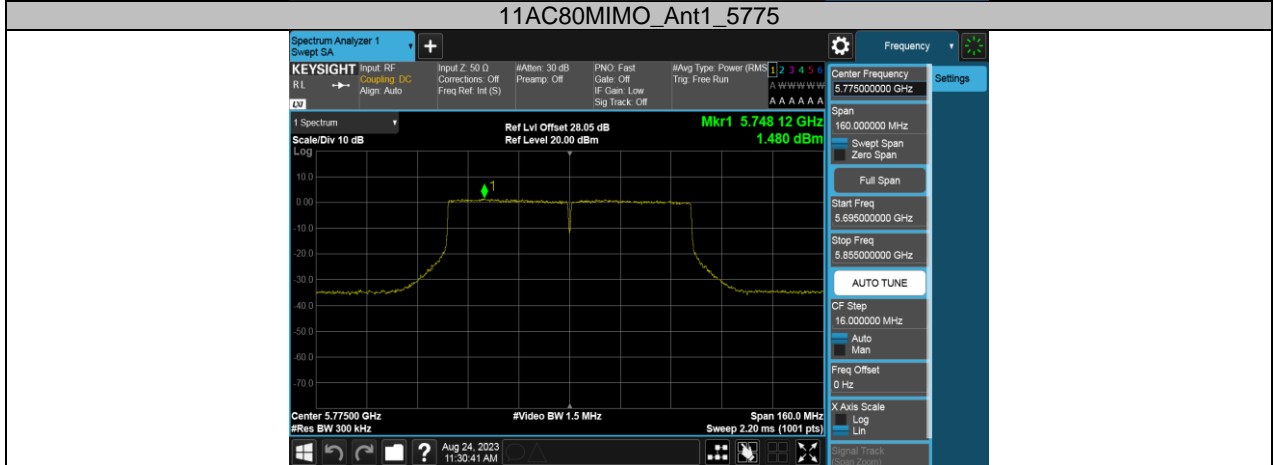 11AC80MIMO_Ant1_5775
Spectrum Analyzer 1
Swept SA
+
Frequency
KEYSIGHT
RL
LXI
Input: RF
Coupling: DC
Align: Auto
Input Z: 50 Ω
Corrections: Off
Freq Ref: Int (S)
#Atten: 30 dB
Preamp: Off
PNO: Fast
Gate: Off
IF Gain: Low
Sig Track: Off
#Avg Type: Power (RMS
Trig: Free Run
1 2 3 4 5 6
A W W W W W
A A A A A A
1 Spectrum
Scale/Div 10 dB
Ref Lvl Offset 28.05 dB
Ref Level 20.00 dBm
Mkr1 5.748 12 GHz
1.480 dBm
Log
10.0
0.00
-10.0
-20.0
-30.0
-40.0
-50.0
-60.0
-70.0
1
Center 5.77500 GHz
#Res BW 300 kHz
#Video BW 1.5 MHz
Span 160.0 MHz
Sweep 2.20 ms (1001 pts)
?
Aug 24, 2023
11:30:41 AM
Center Frequency
5.775000000 GHz
Settings
Span
160.000000 MHz
Swept Span
Zero Span
Full Span
Start Freq
5.695000000 GHz
Stop Freq
5.855000000 GHz
AUTO TUNE
CF Step
16.000000 MHz
Auto
Man
Freq Offset
0 Hz
X Axis Scale
Log
Lin
Signal Track
(Span Zoom)